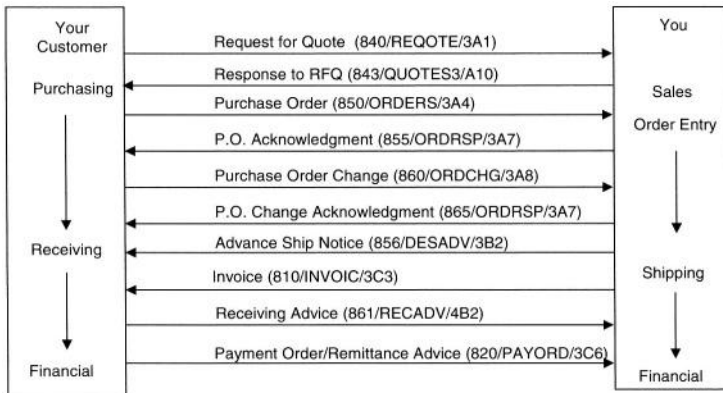 Your
Customer
You
Request for Quote (840/REQOTE/3A1)
Response to RFQ (843/QUOTES3/A10)
Purchasing
Sales
Purchase Order (850/ORDERS/3A4)
Order Entry
P.O. Acknowledgment (855/ORDRSP/3A7)
Purchase Order Change (860/ORDCHG/3A8)
P.O. Change Acknowledgment (865/ORDRSP/3A7)
Receiving
Advance Ship Notice (856/DESADV/3B2)
Invoice (810/INVOIC/3C3)
Shipping
Receiving Advice (861/RECADV/4B2)
Payment Order/Remittance Advice (820/PAYORD/3C6)
Financial
Financial